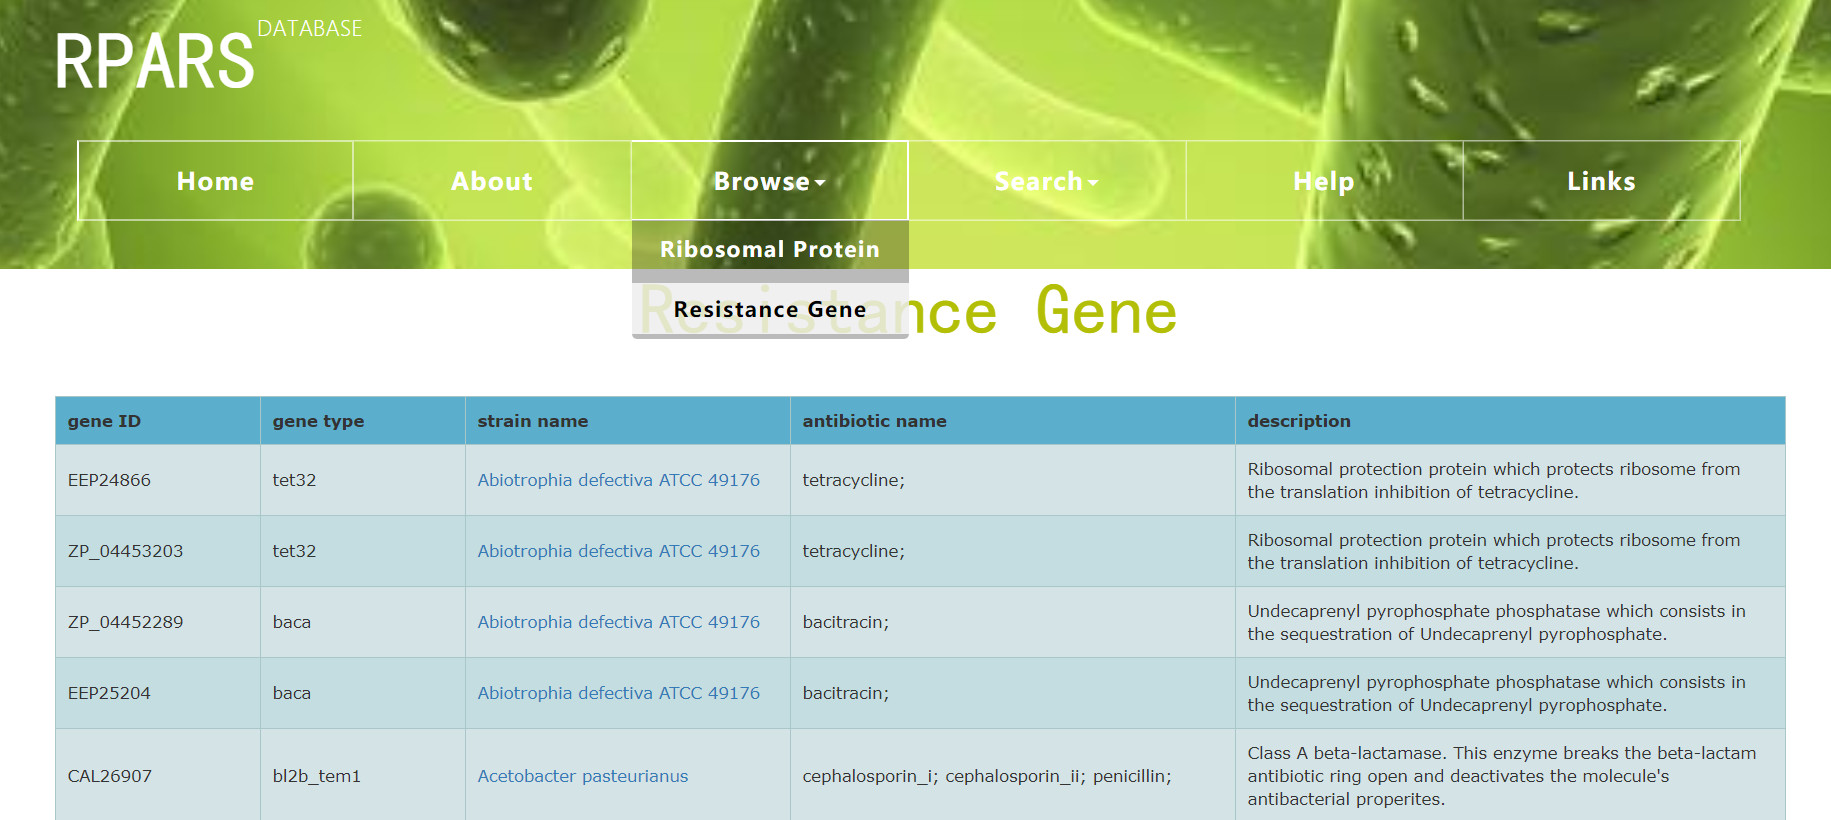 RPARS DATABASE
Home About Browse Search Help Links
Ribosomal Protein
Resistance Gene
Resistance Gene
gene ID gene type strain name antibiotic name description
EEP24866 tet32 Abiotrophia defectiva ATCC 49176 tetracycline; Ribosomal protection protein which protects ribosome from
the translation inhibition of tetracycline.
ZP_04453203 tet32 Abiotrophia defectiva ATCC 49176 tetracycline; Ribosomal protection protein which protects ribosome from
the translation inhibition of tetracycline.
ZP_04452289 baca Abiotrophia defectiva ATCC 49176 bacitracin; Undecaprenyl pyrophosphate phosphatase which consists in
the sequestration of Undecaprenyl pyrophosphate.
EEP25204 baca Abiotrophia defectiva ATCC 49176 bacitracin; Undecaprenyl pyrophosphate phosphatase which consists in
the sequestration of Undecaprenyl pyrophosphate.
CAL26907 bl2b_tem1 Acetobacter pasteurianus cephalosporin_i; cephalosporin_ii; penicillin; Class A beta-lactamase. This enzyme breaks the beta-lactam
antibiotic ring open and deactivates the molecule's
antibacterial properites.